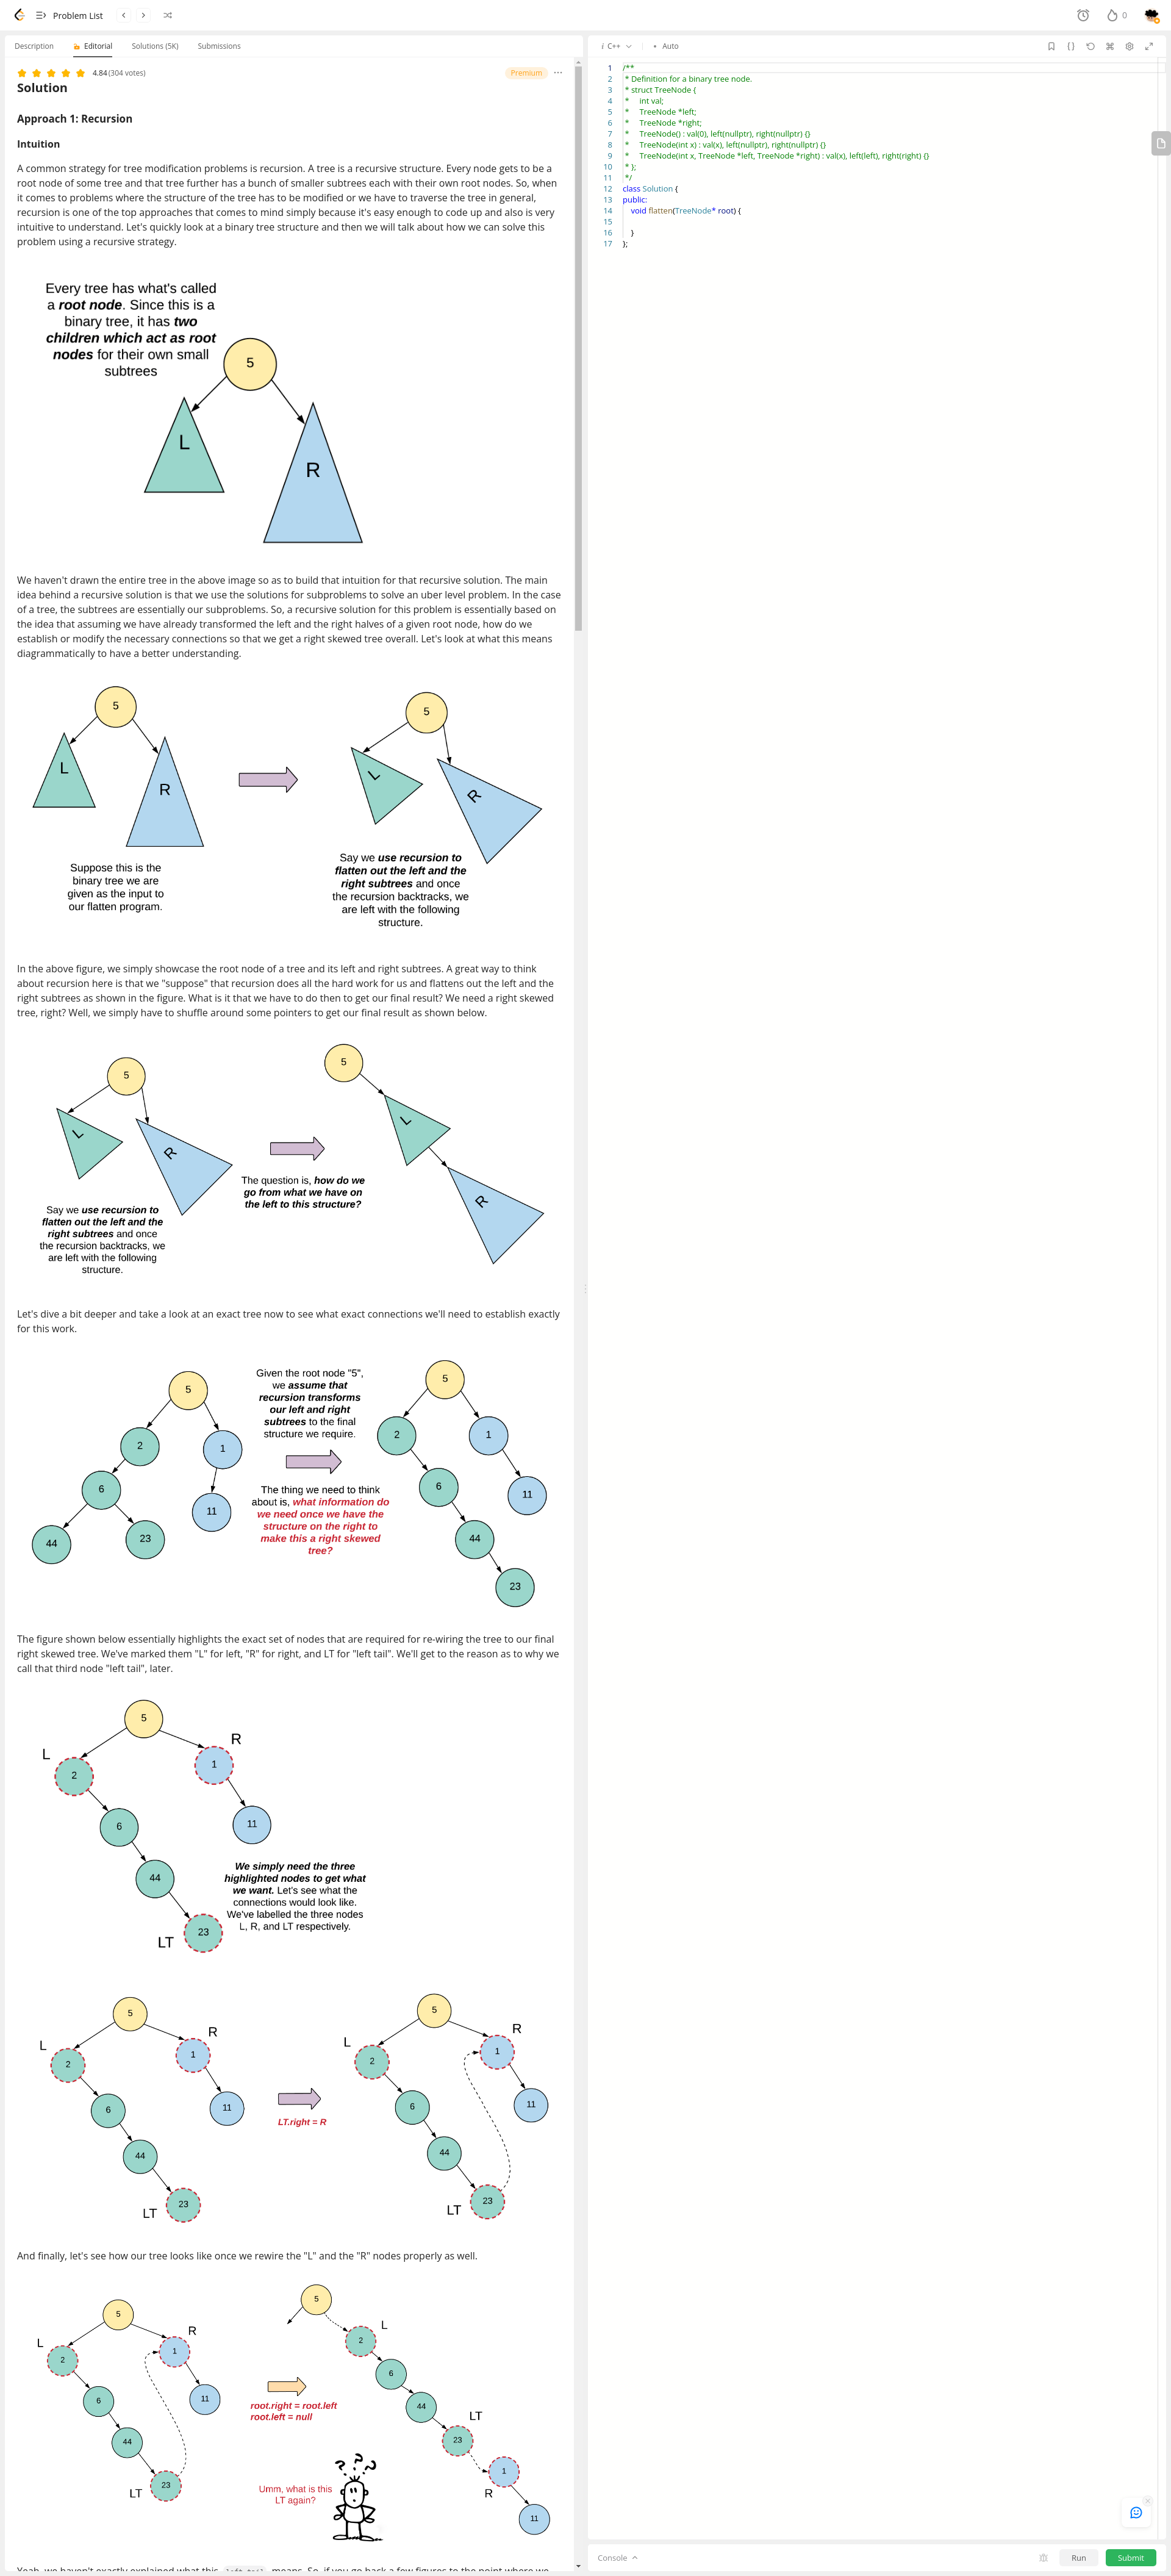 Problem List
0
Description
Editorial
Solutions (5K)
Submissions
4.84 (304 votes)
Premium
Solution
Approach 1: Recursion
Intuition
A common strategy for tree modification problems is recursion. A tree is a recursive structure. Every node gets to be a
root node of some tree and that tree further has a bunch of smaller subtrees each with their own root nodes. So, when
it comes to problems where the structure of the tree has to be modified or we have to traverse the tree in general,
recursion is one of the top approaches that comes to mind simply because it's easy enough to code up and also is very
intuitive to understand. Let's quickly look at a binary tree structure and then we will talk about how we can solve this
problem using a recursive strategy.
Every tree has what's called
a root node. Since this is a
binary tree, it has two
children which act as root
nodes for their own small
subtrees
5
L
R
We haven't drawn the entire tree in the above image so as to build that intuition for that recursive solution. The main
idea behind a recursive solution is that we use the solutions for subproblems to solve an uber level problem. In the case
of a tree, the subtrees are essentially our subproblems. So, a recursive solution for this problem is essentially based on
the idea that assuming we have already transformed the left and the right halves of a given root node, how do we
establish or modify the necessary connections so that we get a right skewed tree overall. Let's look at what this means
diagrammatically to have a better understanding.
5
L
R
Suppose this is the
binary tree we are
given as the input to
our flatten program.
5
L
R
Say we use recursion to
flatten out the left and the
right subtrees and once
the recursion backtracks, we
are left with the following
structure.
In the above figure, we simply showcase the root node of a tree and its left and right subtrees. A great way to think
about recursion here is that we "suppose" that recursion does all the hard work for us and flattens out the left and the
right subtrees as shown in the figure. What is it that we have to do then to get our final result? We need a right skewed
tree, right? Well, we simply have to shuffle around some pointers to get our final result as shown below.
5
L
R
Say we use recursion to
flatten out the left and the
right subtrees and once
the recursion backtracks, we
are left with the following
structure.
The question is, how do we
go from what we have on
the left to this structure?
5
L
R
Let's dive a bit deeper and take a look at an exact tree now to see what exact connections we'll need to establish exactly
for this work.
5
2
1
6
11
44
23
Given the root node "5",
we assume that
recursion transforms
our left and right
subtrees to the final
structure we require.
The thing we need to think
about is, what information do
we need once we have the
structure on the right to
make this a right skewed
tree?
5
2
1
6
11
44
23
The figure shown below essentially highlights the exact set of nodes that are required for re-wiring the tree to our final
right skewed tree. We've marked them "L" for left, "R" for right, and LT for "left tail". We'll get to the reason as to why we
call that third node "left tail", later.
5
R
L
1
2
11
6
44
23
LT
We simply need the three
highlighted nodes to get what
we want. Let's see what the
connections would look like.
We've labelled the three nodes
L, R, and LT respectively.
5
R
L
1
2
11
6
44
23
LT
LT.right = R
5
R
L
1
2
11
6
44
23
LT
And finally, let's see how our tree looks like once we rewire the "L" and the "R" nodes properly as well.
5
R
L
1
2
11
6
44
23
LT
root.right = root.left
root.left = null
Umm, what is this
LT again?
? ? ?
5
L
2
6
44
LT
23
1
R
11
i C++
Auto
1 /**
2 * Definition for a binary tree node.
3 * struct TreeNode {
4 * int val;
5 * TreeNode *left;
6 * TreeNode *right;
7 * TreeNode() : val(0), left(nullptr), right(nullptr) {}
8 * TreeNode(int x) : val(x), left(nullptr), right(nullptr) {}
9 * TreeNode(int x, TreeNode *left, TreeNode *right) : val(x), left(left), right(right) {}
10 * };
11 */
12 class Solution {
13 public:
14 void flatten(TreeNode* root) {
15
16 }
17 };
Console
Run
Submit